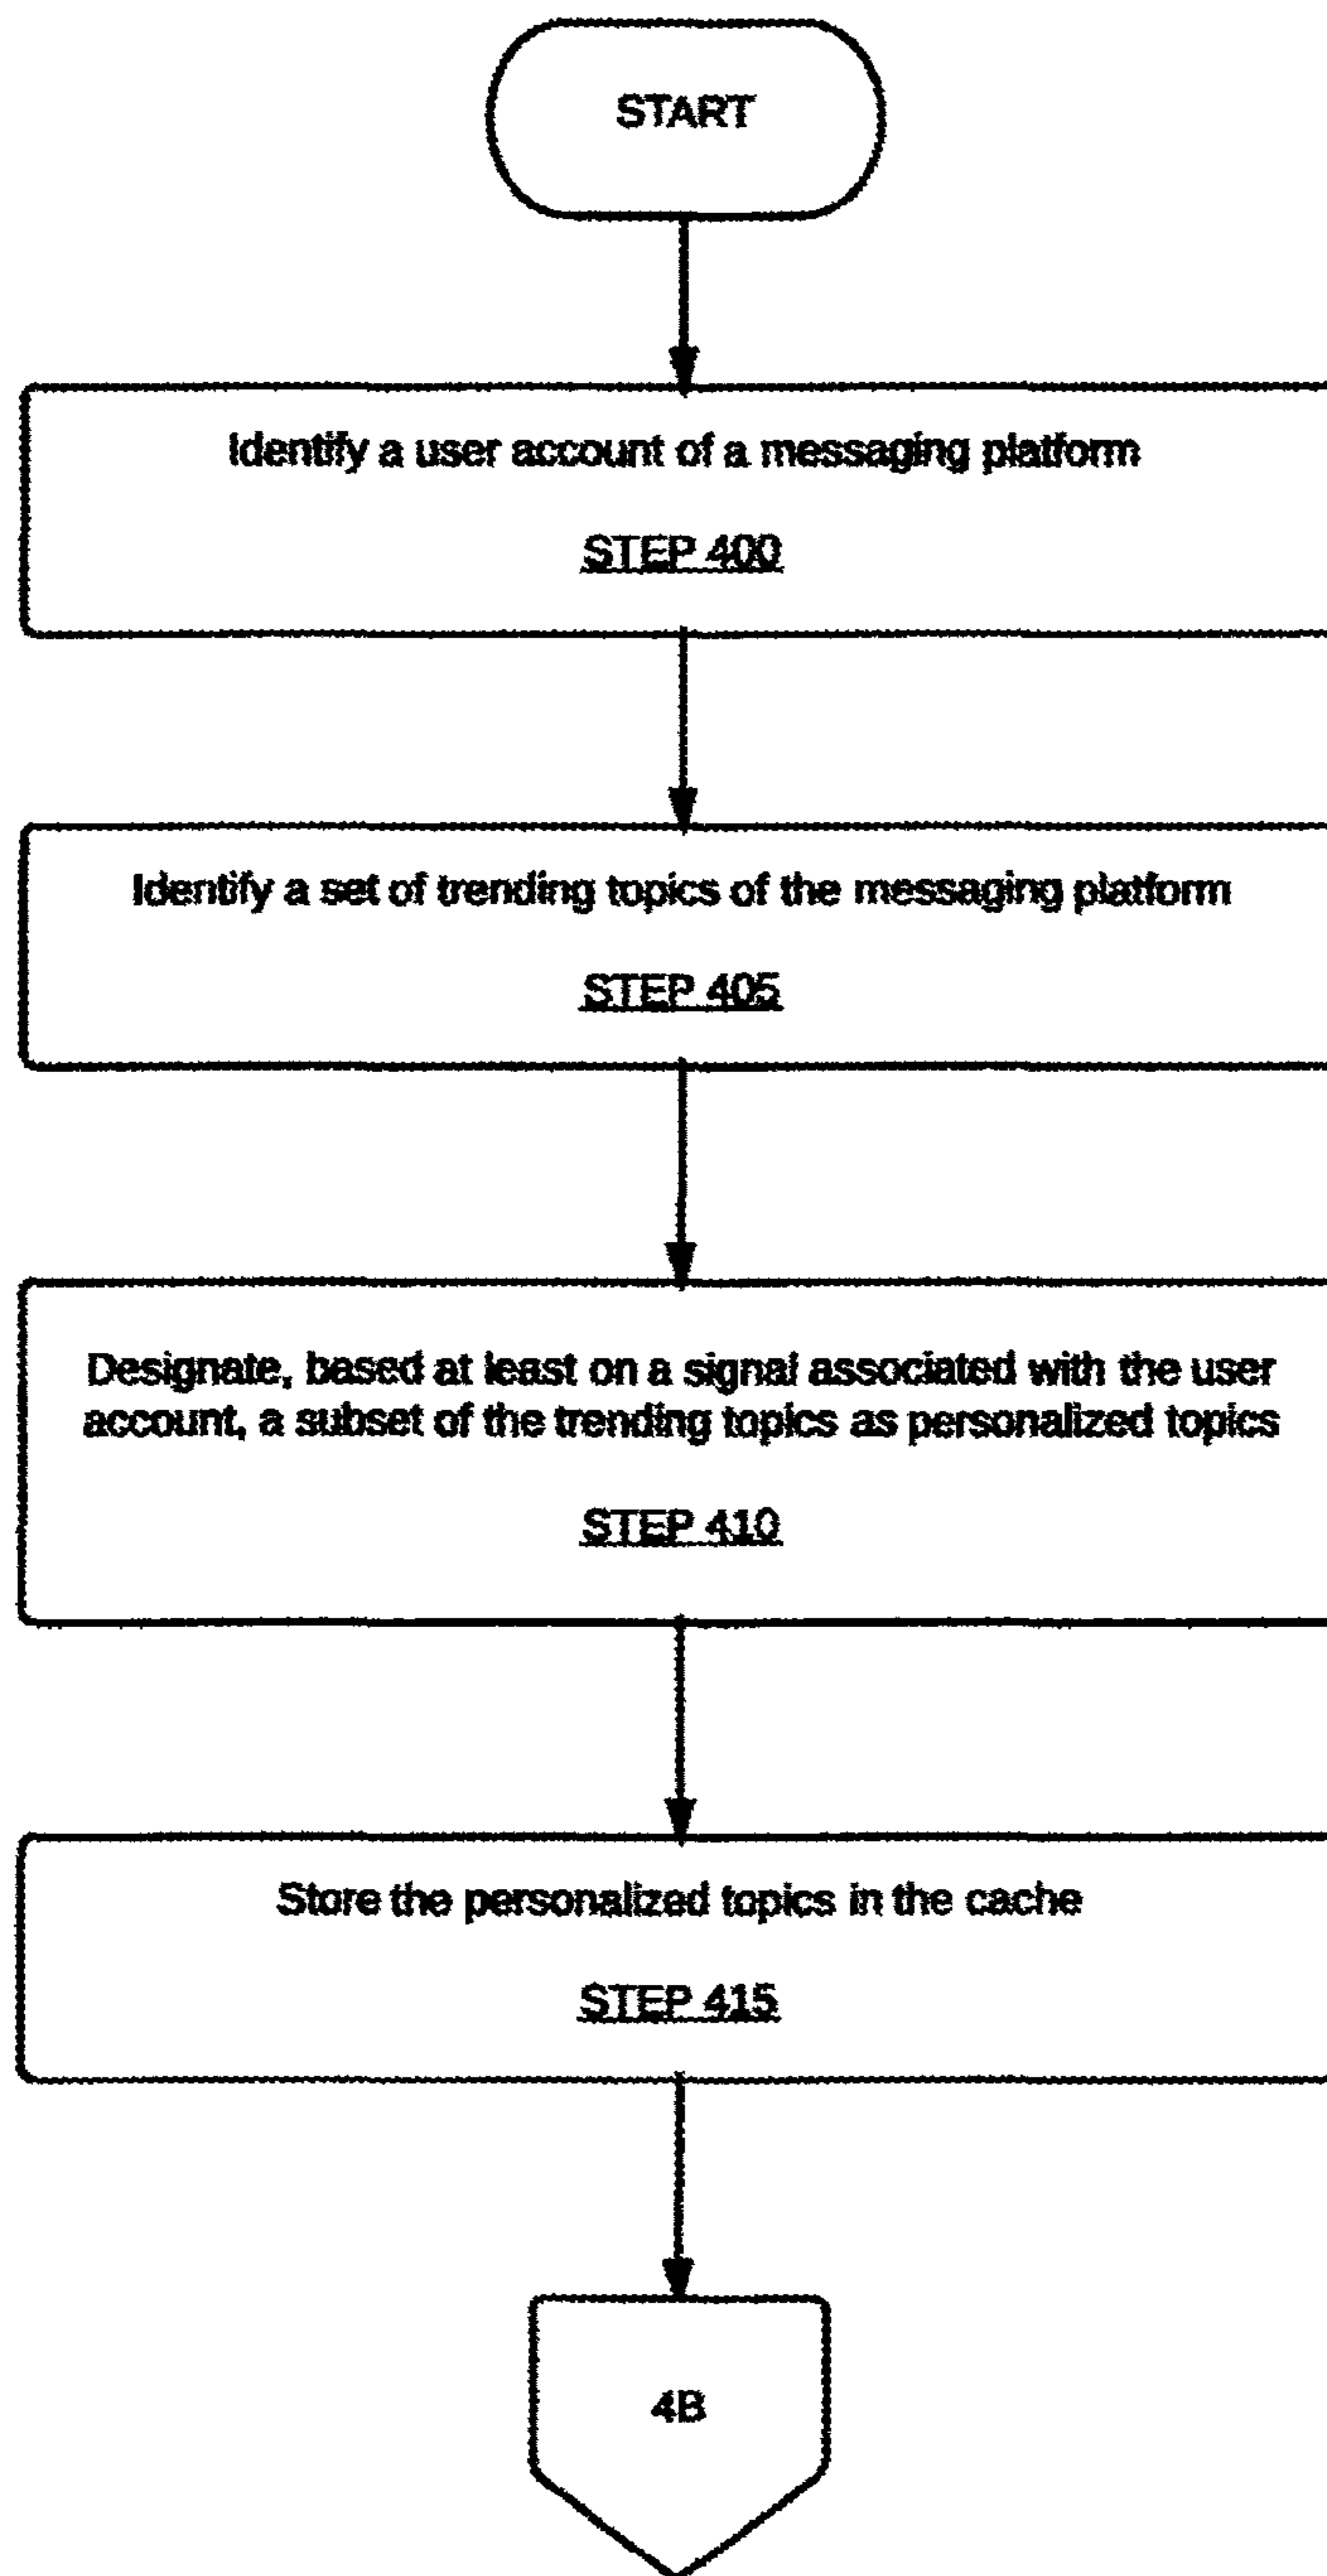 START
Identify a user account of a messaging platform
STEP 400
Identify a set of trending topics of the messaging platform
STEP 405
Designate, based at least on a signal associated with the user
account, a subset of the trending topics as personalized topics
STEP 410
Store the personalized topics in the cache
STEP 415
4B